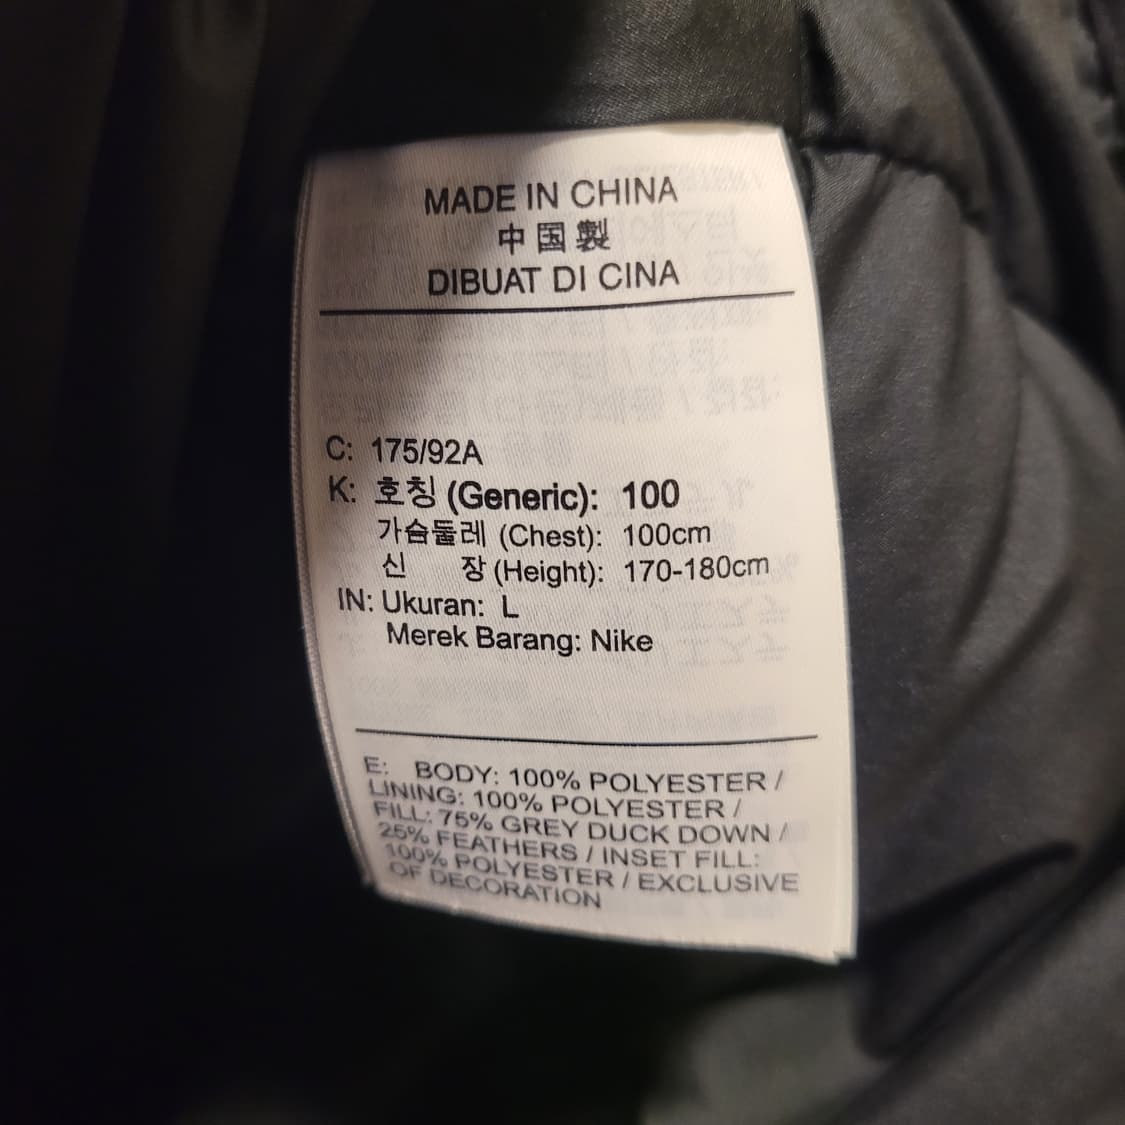 MADE IN CHINA
中国製
DIBUAT DI CINA
C: 175/92A
K: 호칭 (Generic): 100
가슴둘레 (Chest): 100cm
신 장 (Height): 170-180cm
IN: Ukuran: L
Merek Barang: Nike
E: BODY: 100% POLYESTER /
LINING: 100% POLYESTER /
FILL: 75% GREY DUCK DOWN /
25% FEATHERS / INSET FILL:
100% POLYESTER / EXCLUSIVE
OF DECORATION